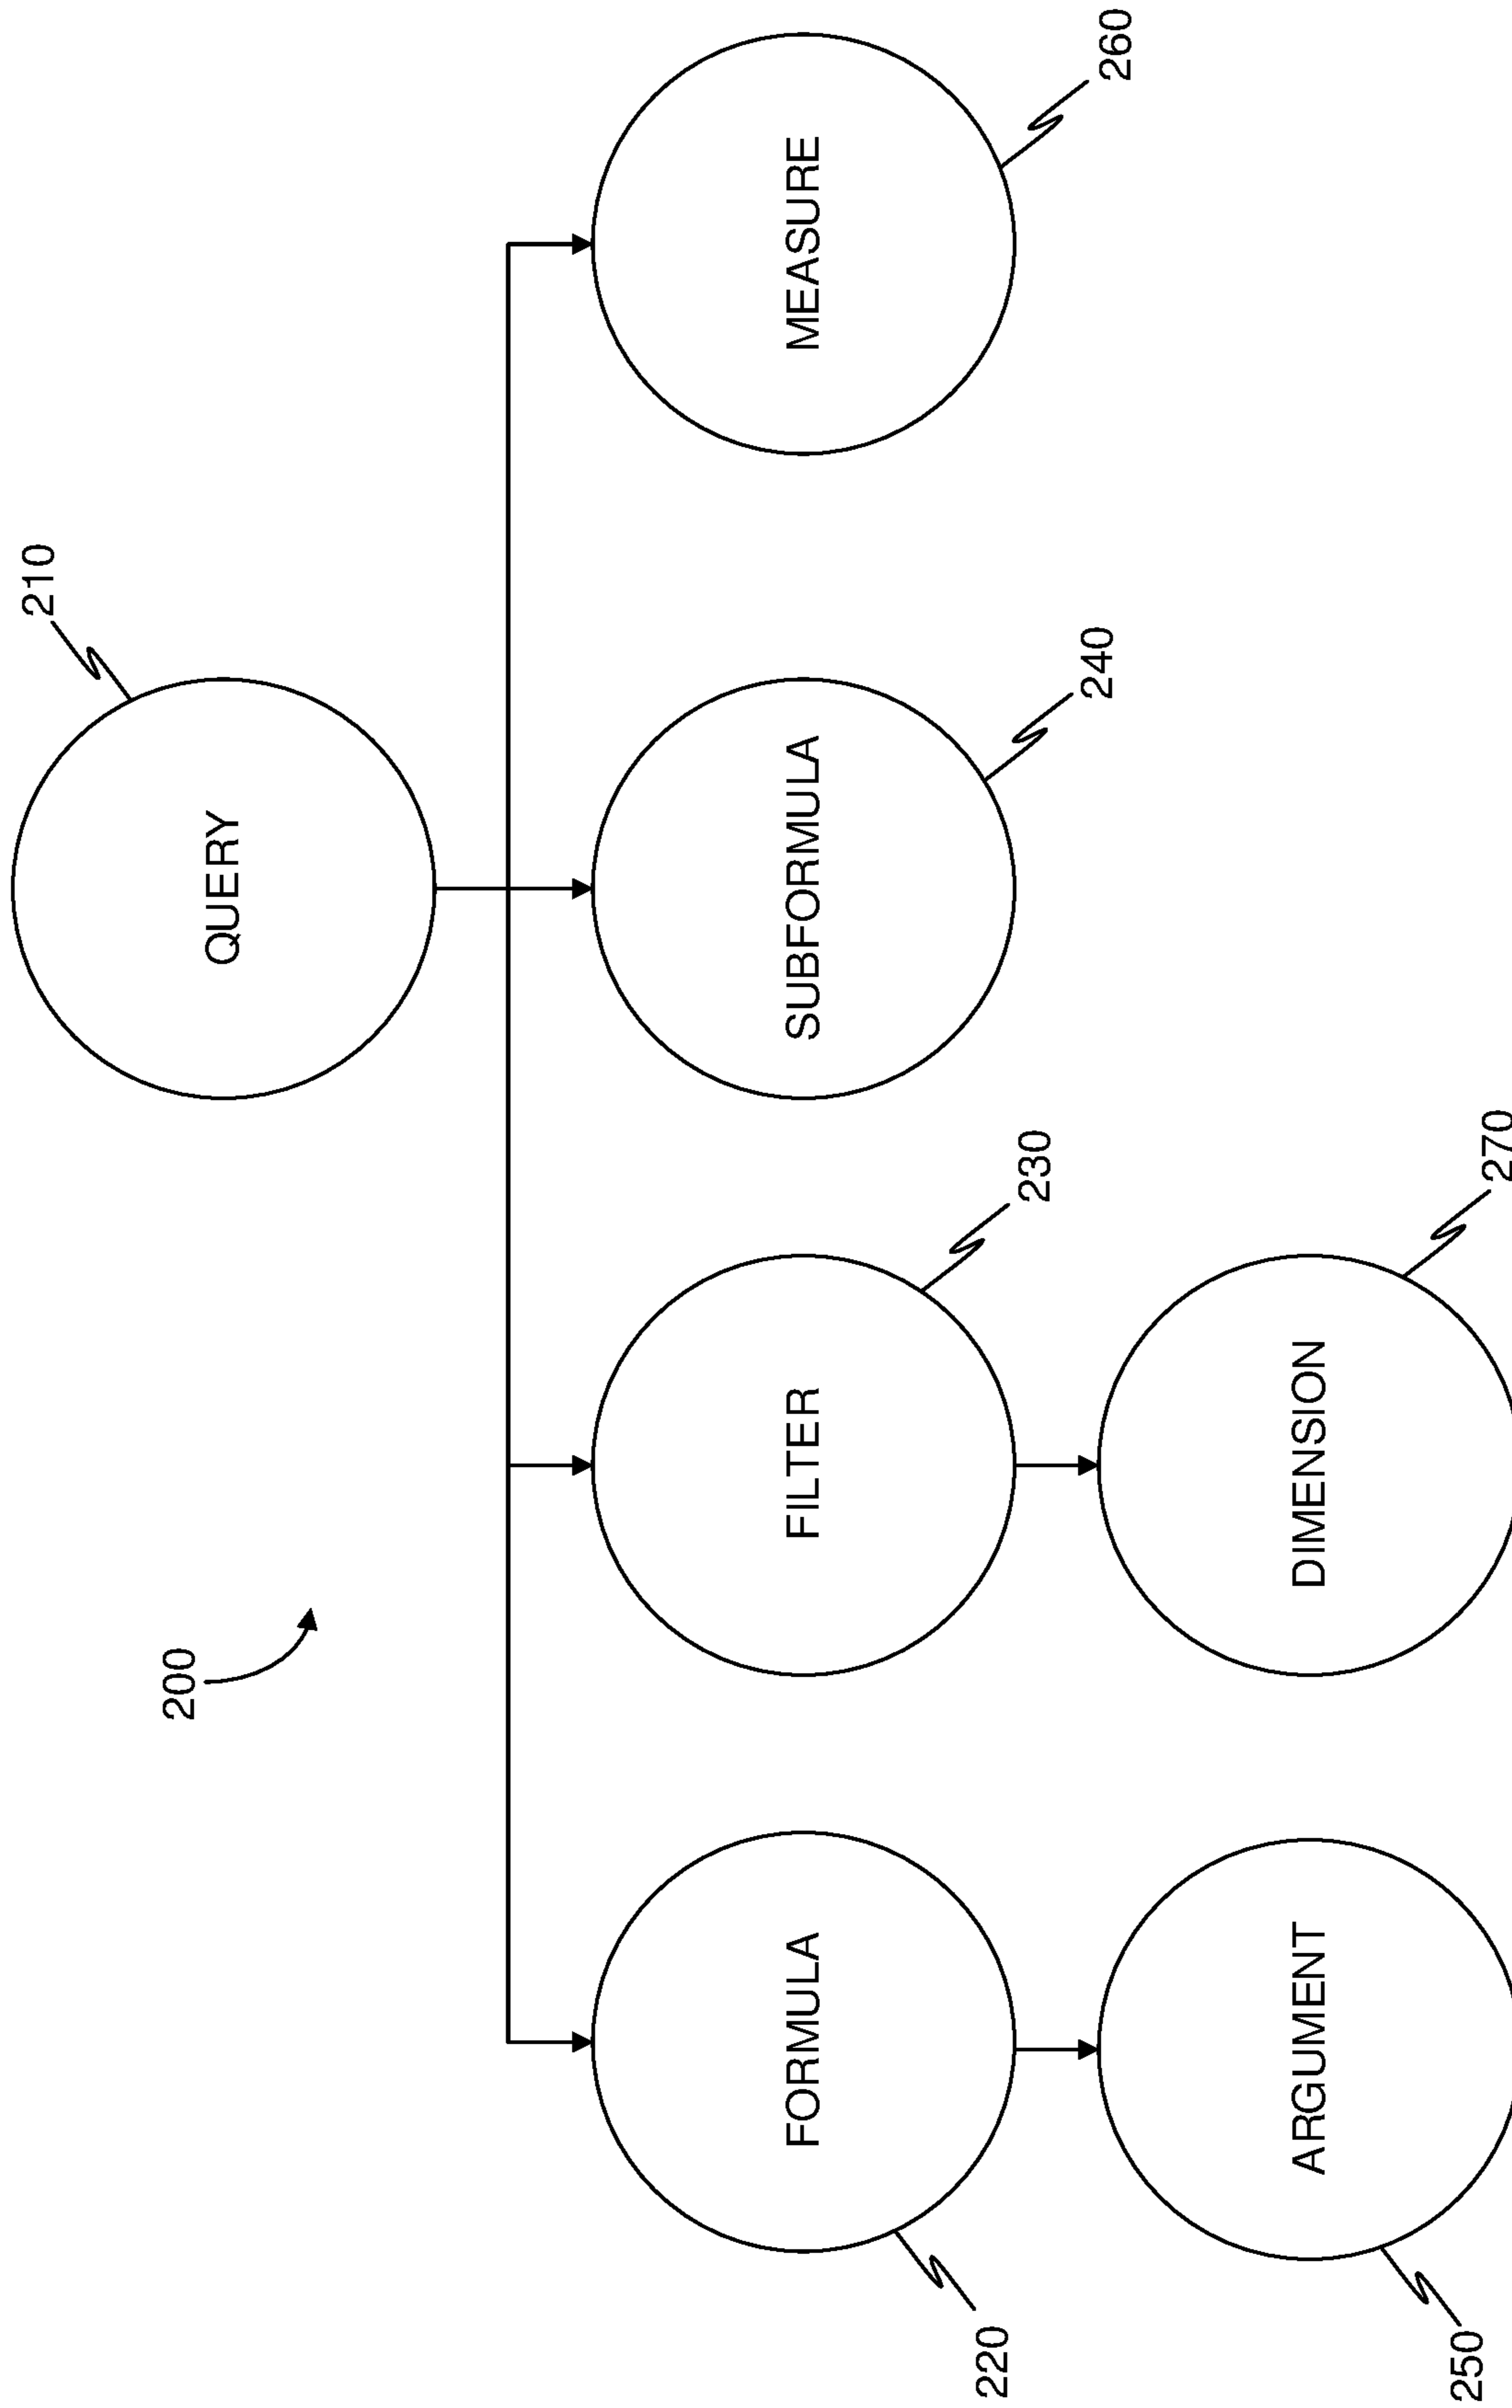 200
QUERY
210
FORMULA
220
FILTER
230
SUBFORMULA
240
MEASURE
260
ARGUMENT
250
DIMENSION
270